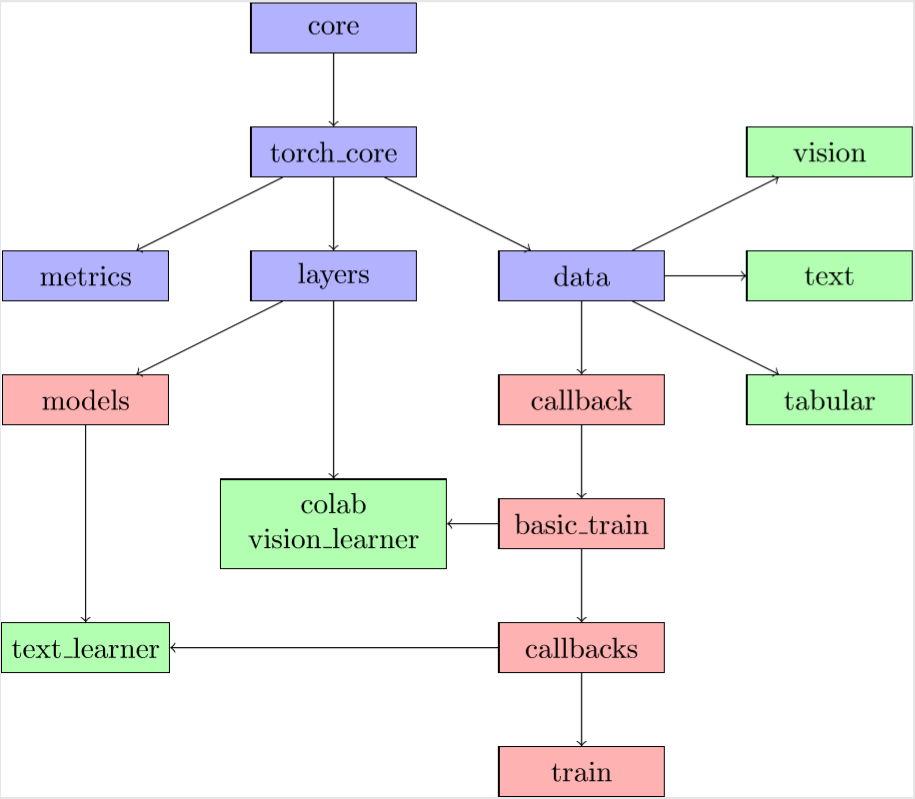 core
torch_core
vision
metrics
layers
data
text
models
callback
tabular
colab
vision_learner
basic_train
text_learner
callbacks
train